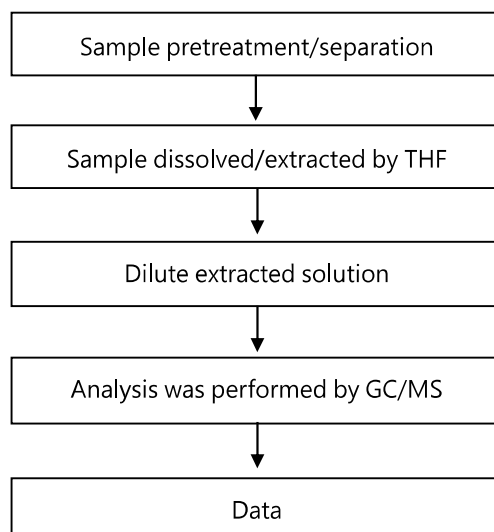 Sample pretreatment/separation
Sample dissolved/extracted by THF
Dilute extracted solution
Analysis was performed by GC/MS
Data